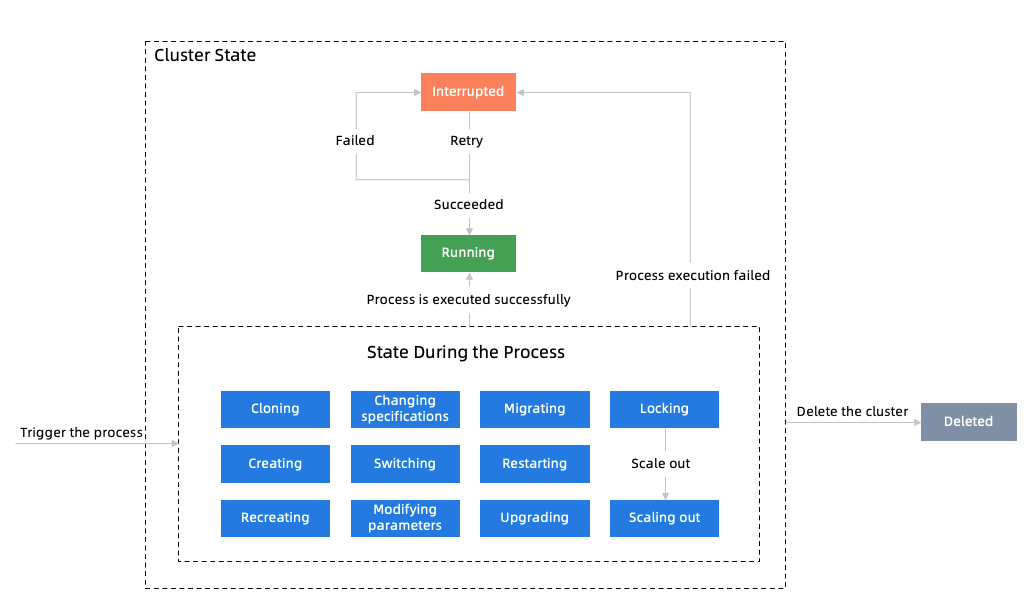 Cluster State
Interrupted
Failed
Retry
Succeeded
Running
Process execution failed
Process is executed successfully
State During the Process
Cloning
Changing
specifications
Migrating
Locking
Delete the cluster
Deleted
Trigger the process
Creating
Switching
Restarting
Scale out
Recreating
Modifying
parameters
Upgrading
Scaling out